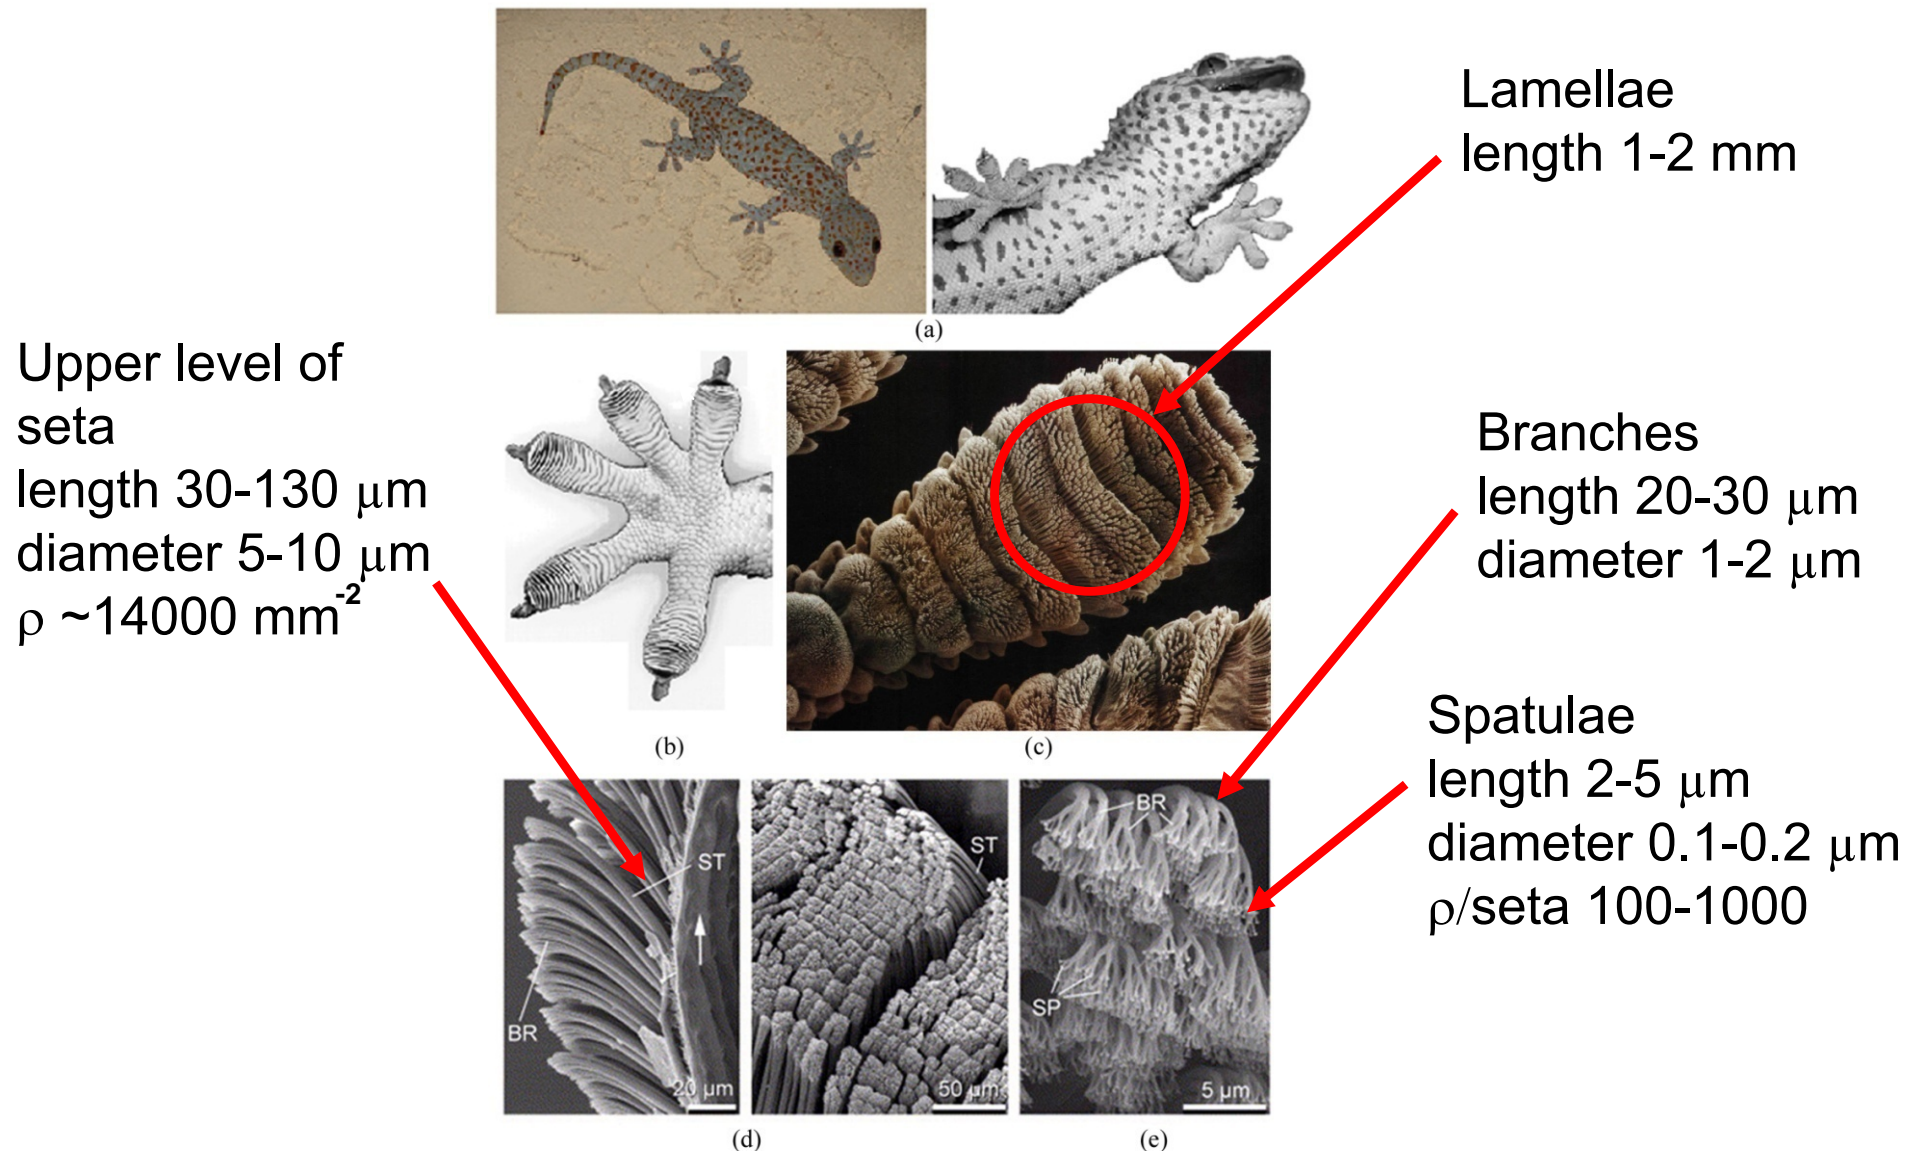 Lamellae
length 1-2 mm
(a)
Upper level of
seta
length 30-130 μm
diameter 5-10 μm
ρ ~14000 mm-2
Branches
length 20-30 μm
diameter 1-2 μm
(b)
(c)
Spatulae
length 2-5 μm
diameter 0.1-0.2 μm
ρ/seta 100-1000
ST
BR
20 μm
ST
50 μm
BR
SP
5 μm
(d)
(e)